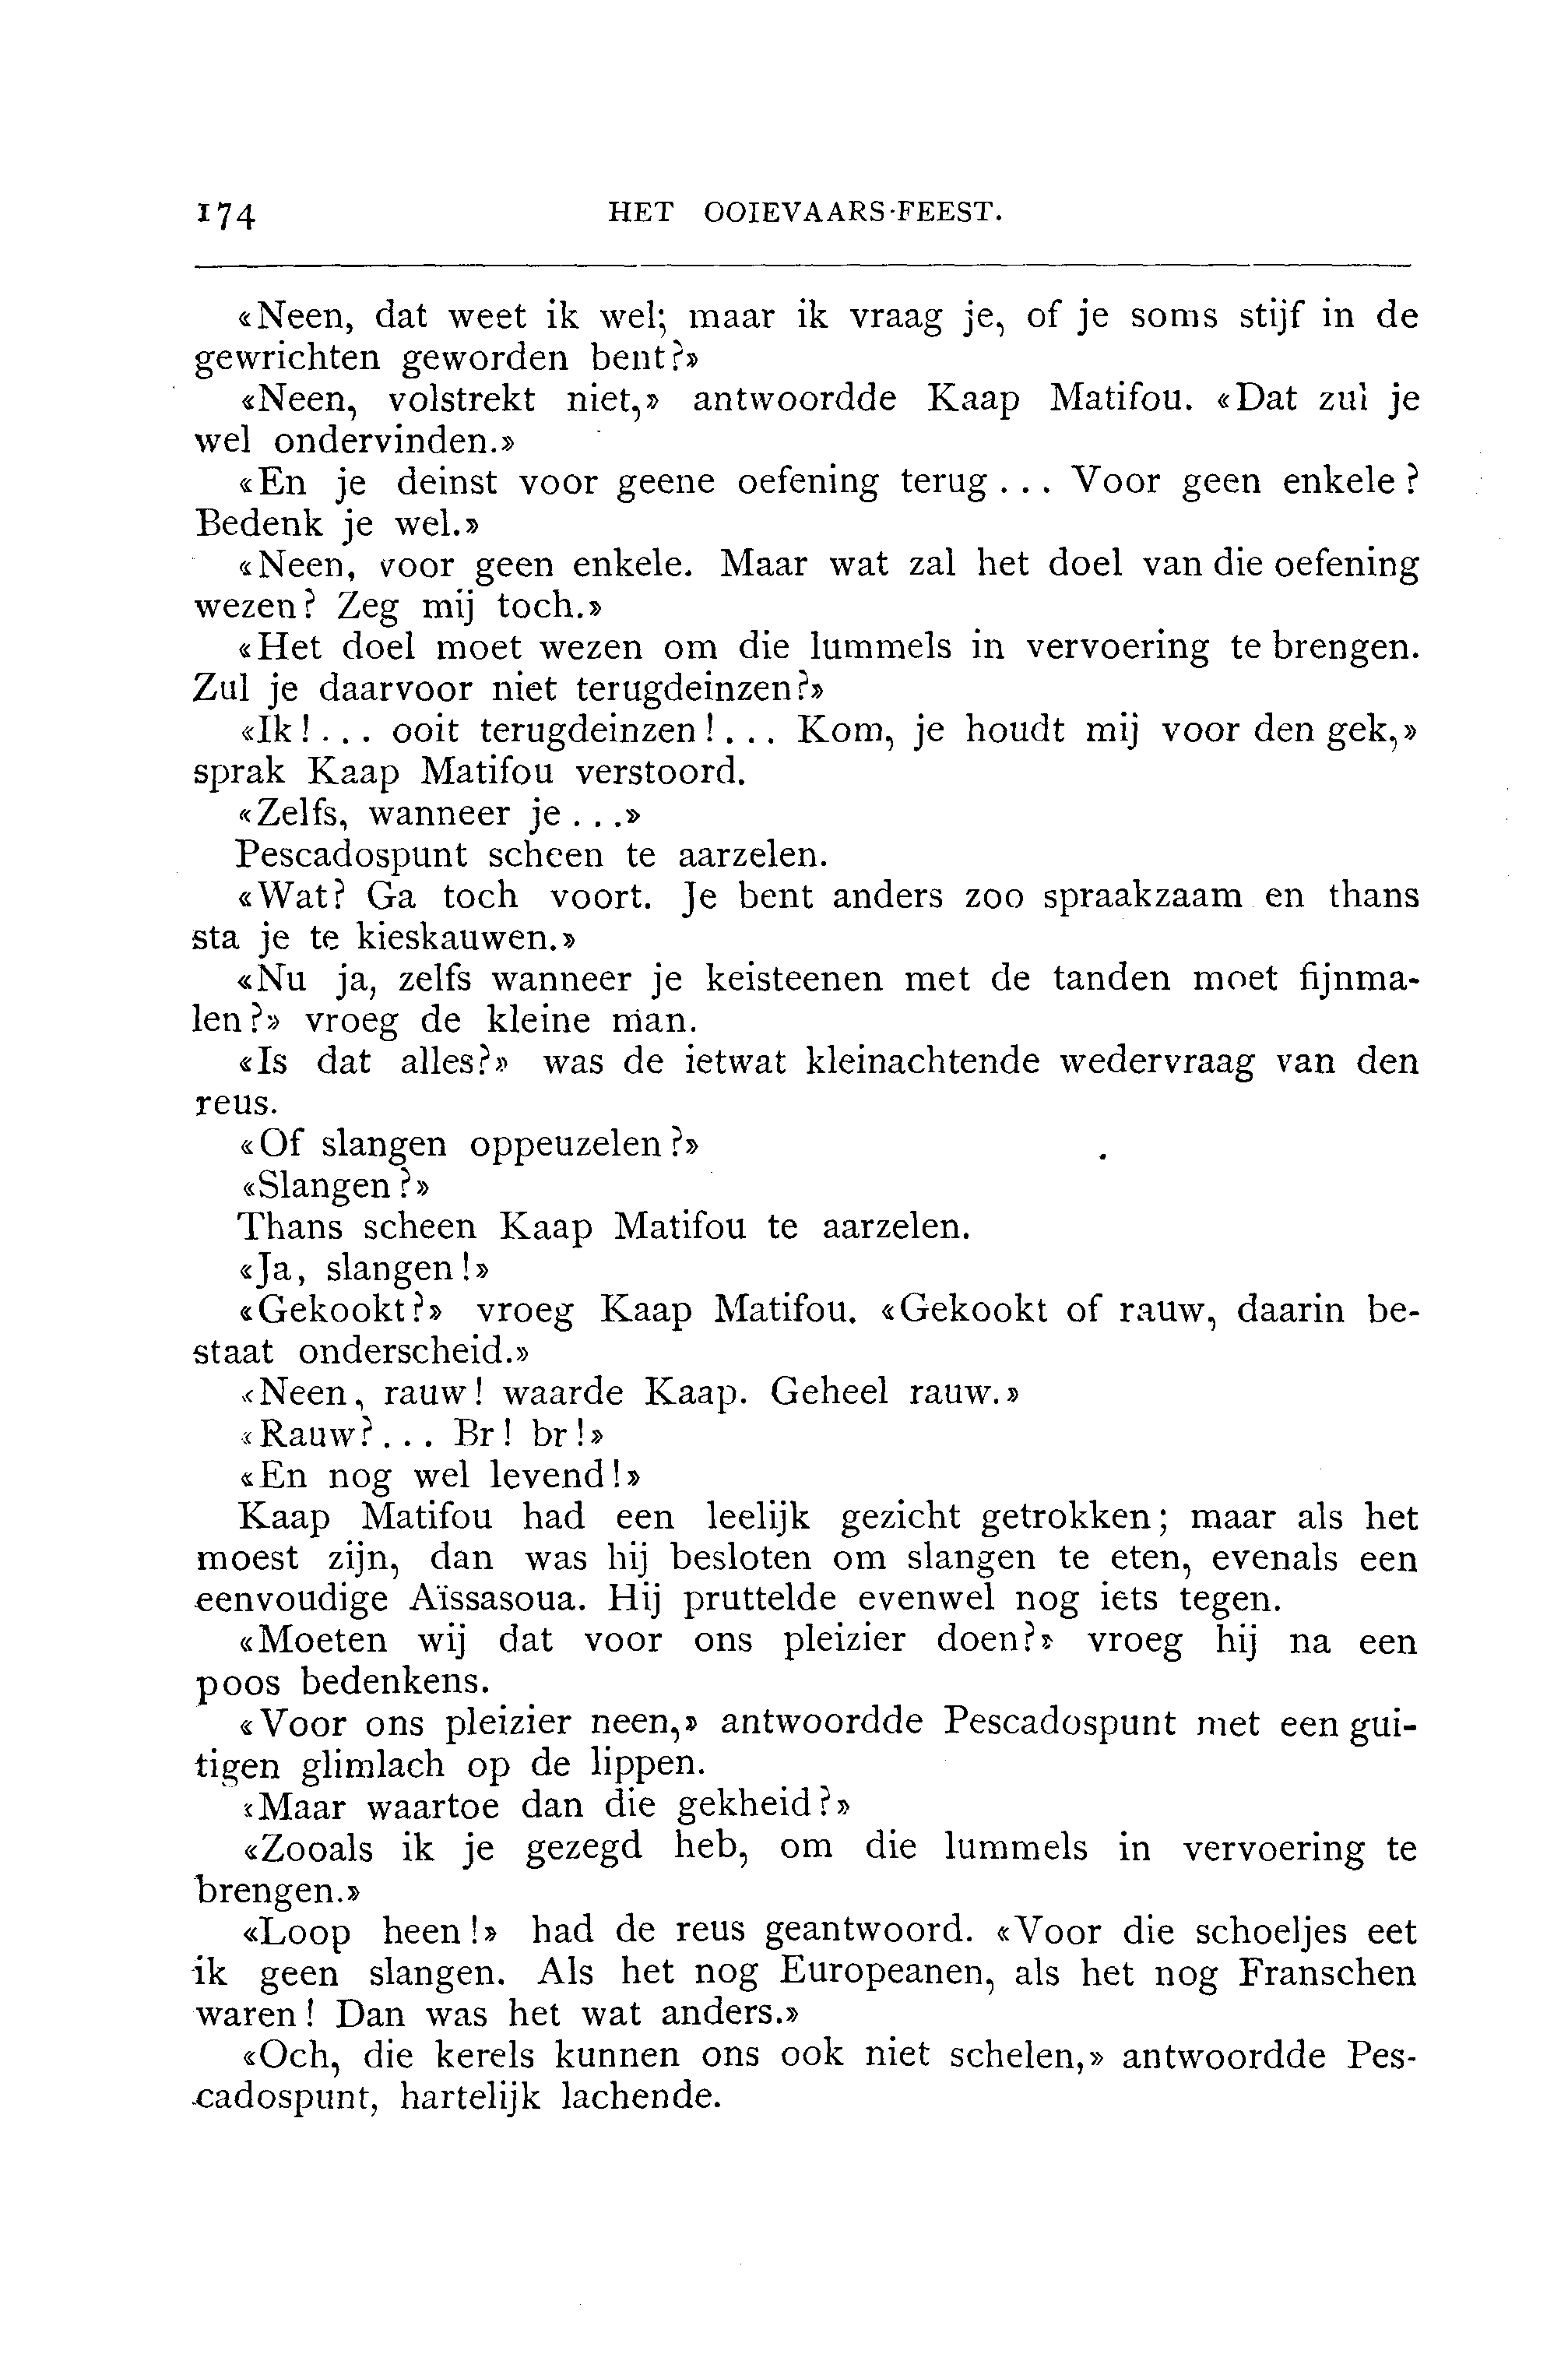 174 HET OOIEVAARS-FEEST.
«Neen, dat weet ik wel; maar ik vraag je, of je soms stijf in de
gewrichten geworden bent?»
«Neen, volstrekt niet,» antwoordde Kaap Matifou. «Dat zul je
wel ondervinden.»
«En je deinst voor geene oefening terug... Voor geen enkele?
Bedenk je wel.»
«Neen, voor geen enkele. Maar wat zal het doel van die oefening
wezen? Zeg mij toch.»
«Het doel moet wezen om die lummels in vervoering te brengen.
Zul je daarvoor niet terugdeinzen?»
«Ik!... ooit terugdeinzen!... Kom, je houdt mij voor den gek,»
sprak Kaap Matifou verstoord.
«Zelfs, wanneer je...»
Pescadospunt scheen te aarzelen.
«Wat? Ga toch voort. Je bent anders zoo spraakzaam en thans
sta je te kieskauwen.»
«Nu ja, zelfs wanneer je keisteenen met de tanden moet fijnma-
len?» vroeg de kleine man.
«Is dat alles?» was de ietwat kleinachtende wedervraag van den
reus.
«Of slangen oppeuzelen?»
«Slangen?»
Thans scheen Kaap Matifou te aarzelen.
«Ja, slangen!»
«Gekookt?» vroeg Kaap Matifou. «Gekookt of rauw, daarin be-
staat onderscheid.»
«Neen, rauw! waarde Kaap. Geheel rauw.»
«Rauw?... Br! br!»
«En nog wel levend!»
Kaap Matifou had een leelijk gezicht getrokken; maar als het
moest zijn, dan was hij besloten om slangen te eten, evenals een
eenvoudige Aïssasoua. Hij pruttelde evenwel nog iets tegen.
«Moeten wij dat voor ons pleizier doen?» vroeg hij na een
poos bedenkens.
«Voor ons pleizier neen,» antwoordde Pescadospunt met een gui-
tigen glimlach op de lippen.
«Maar waartoe dan die gekheid?»
«Zooals ik je gezegd heb, om die lummels in vervoering te
brengen.»
«Loop heen!» had de reus geantwoord. «Voor die schoeljes eet
ik geen slangen. Als het nog Europeanen, als het nog Franschen
waren! Dan was het wat anders.»
«Och, die kerels kunnen ons ook niet schelen,» antwoordde Pes-
cadospunt, hartelijk lachende.